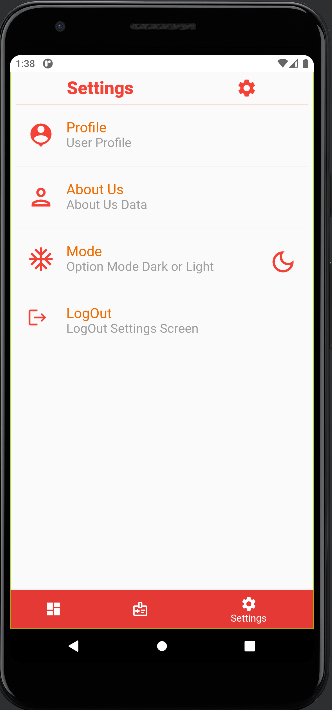 1:38
Settings
Profile
User Profile
About Us
About Us Data
Mode
Option Mode Dark or Light
LogOut
LogOut Settings Screen
Settings